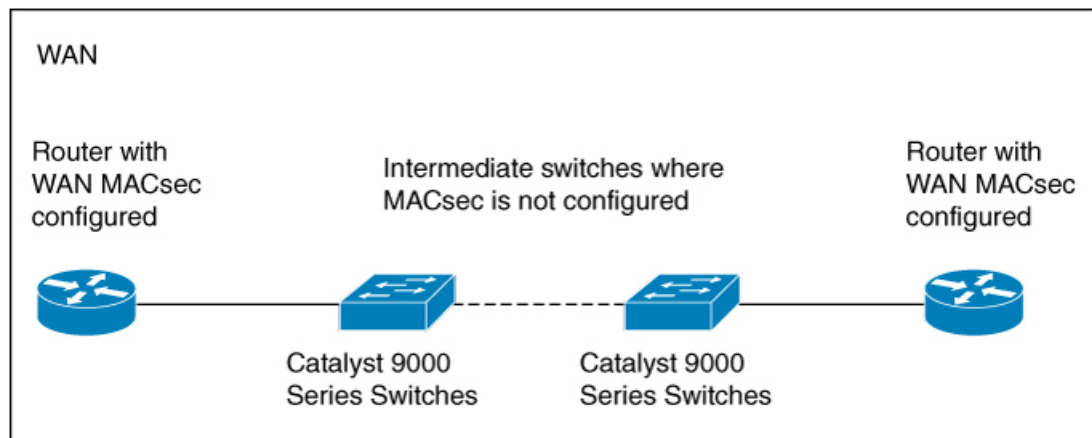 WAN
Router with
WAN MACsec
configured
Intermediate switches where
MACsec is not configured
Router with
WAN MACsec
configured
Catalyst 9000
Series Switches
Catalyst 9000
Series Switches